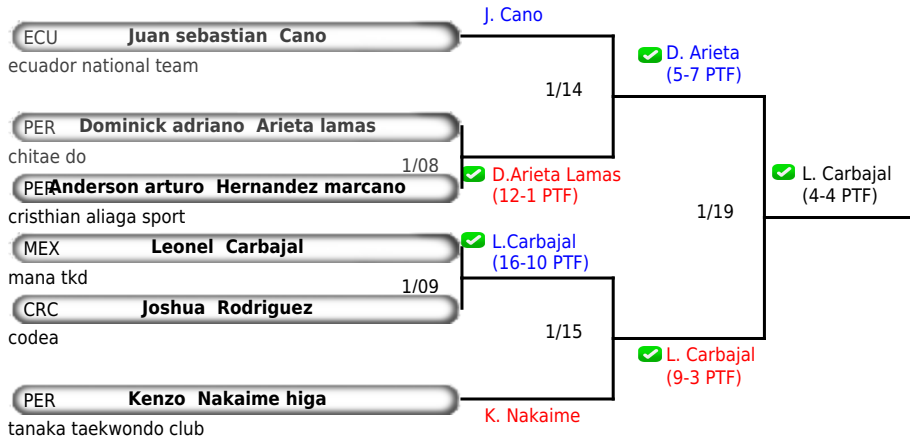 J. Cano
ECU Juan sebastian Cano
ecuador national team
D. Arieta
(5-7 PTF)
1/14
PER Dominick adriano Arieta lamas
chitae do
1/08
D.Arieta Lamas
(12-1 PTF)
PER Anderson arturo Hernandez marcano
cristhian aliaga sport
L. Carbajal
(4-4 PTF)
1/19
MEX Leonel Carbajal
mana tkd
L.Carbajal
(16-10 PTF)
1/09
CRC Joshua Rodriguez
codea
1/15
L. Carbajal
(9-3 PTF)
PER Kenzo Nakaime higa
tanaka taekwondo club
K. Nakaime